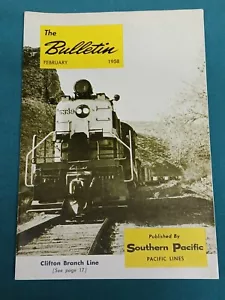 The
Bulletin
FEBRUARY 1958
Clifton Branch Line
(See page 17)
Published By
Southern Pacific
PACIFIC LINES